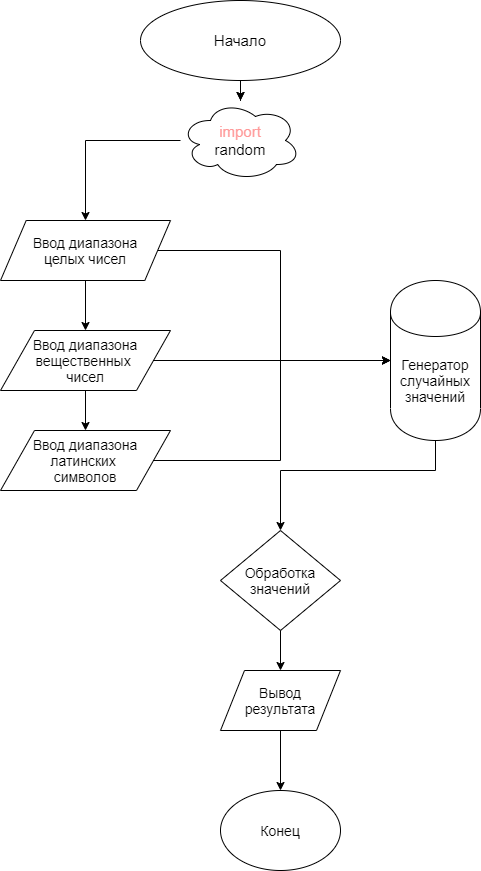 Начало
import
random
Ввод диапазона
целых чисел
Ввод диапазона
вещественных
чисел
Генератор
случайных
значений
Ввод диапазона
латинских
символов
Обработка
значений
Вывод
результата
Конец